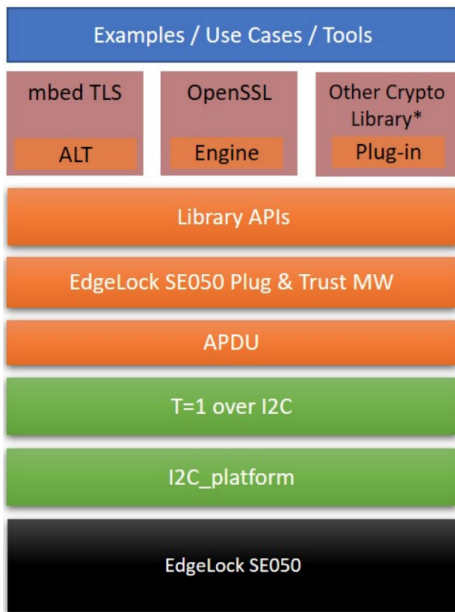 Examples / Use Cases / Tools
mbed TLS
ALT
OpenSSL
Engine
Other Crypto
Library*
Plug-in
Library APIs
EdgeLock SE050 Plug & Trust MW
APDU
T=1 over I2C
I2C_platform
EdgeLock SE050